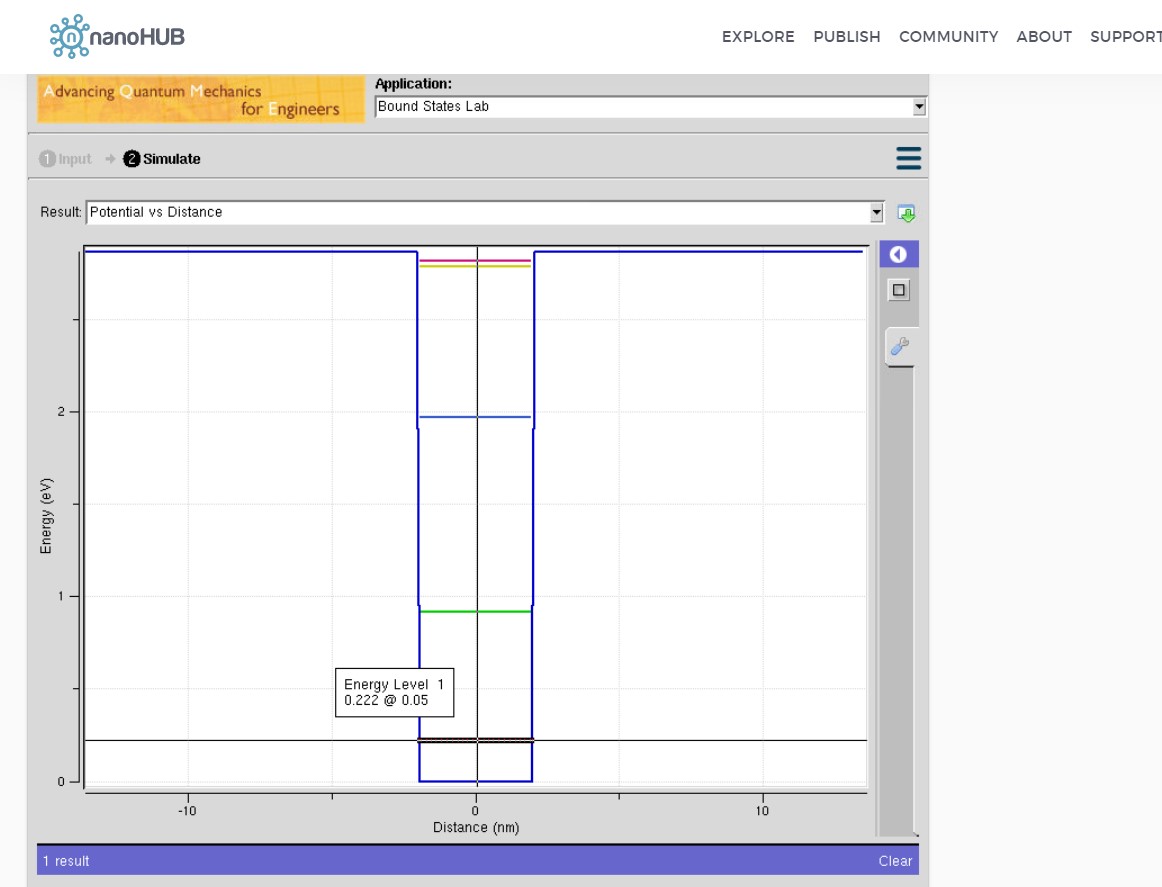 nanoHUB
EXPLORE PUBLISH COMMUNITY ABOUT SUPPORT
Advancing Quantum Mechanics
for Engineers
Application:
Bound States Lab
1 Input → 2 Simulate
Result: Potential vs Distance
2
1
0
Energy (eV)
Energy Level 1
0.222 @ 0.05
-10 0 10
Distance (nm)
1 result Clear